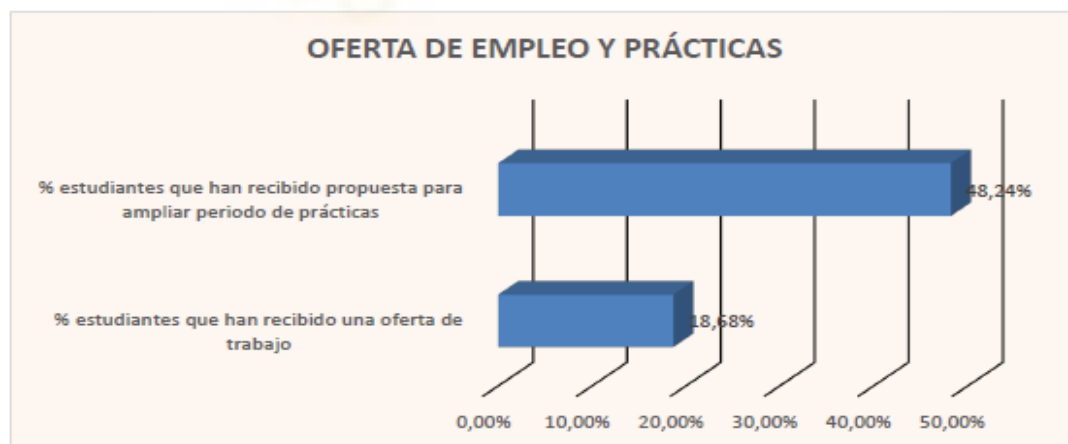 OFERTA DE EMPLEO Y PRÁCTICAS
% estudiantes que han recibido propuesta para
ampliar periodo de prácticas
48,24%
% estudiantes que han recibido una oferta de
trabajo
18,68%
0,00% 10,00% 20,00% 30,00% 40,00% 50,00%